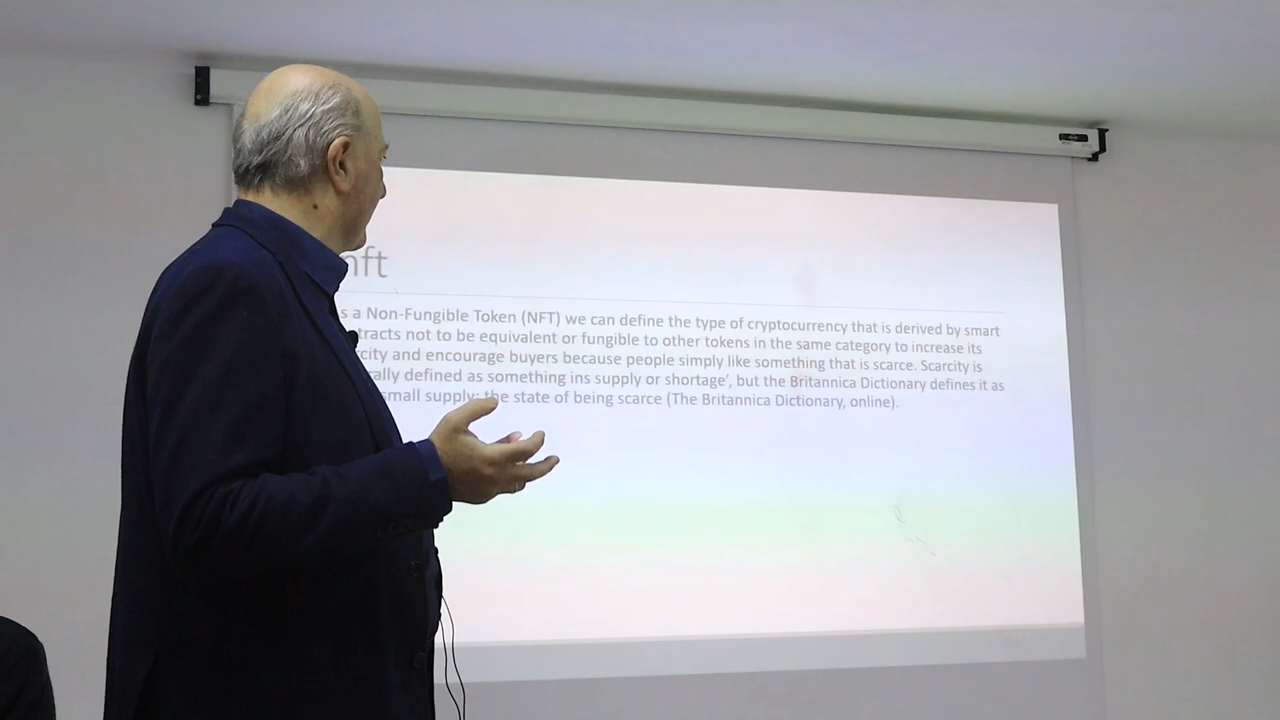 nft
s a Non-Fungible Token (NFT) we can define the type of cryptocurrency that is derived by smart
tracts not to be equivalent or fungible to other tokens in the same category to increase its
rcity and encourage buyers because people simply like something that is scarce. Scarcity is
rally defined as something ins supply or shortage’, but the Britannica Dictionary defines it as
small supply: the state of being scarce (The Britannica Dictionary, online).